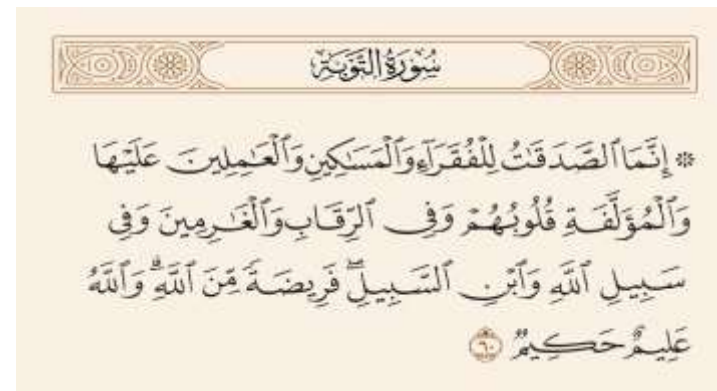 سُورَةُ التَّوۡبَةِ
۞ إِنَّمَا ٱلصَّدَقَٰتُ لِلۡفُقَرَآءِ وَٱلۡمَسَٰكِينِ وَٱلۡعَٰمِلِينَ عَلَيۡهَا
وَٱلۡمُؤَلَّفَةِ قُلُوبُهُمۡ وَفِي ٱلرِّقَابِ وَٱلۡغَٰرِمِينَ وَفِي
سَبِيلِ ٱللَّهِ وَٱبۡنِ ٱلسَّبِيلِۖ فَرِيضَةٗ مِّنَ ٱللَّهِۗ وَٱللَّهُ
عَلِيمٌ حَكِيمٞ ٦٠